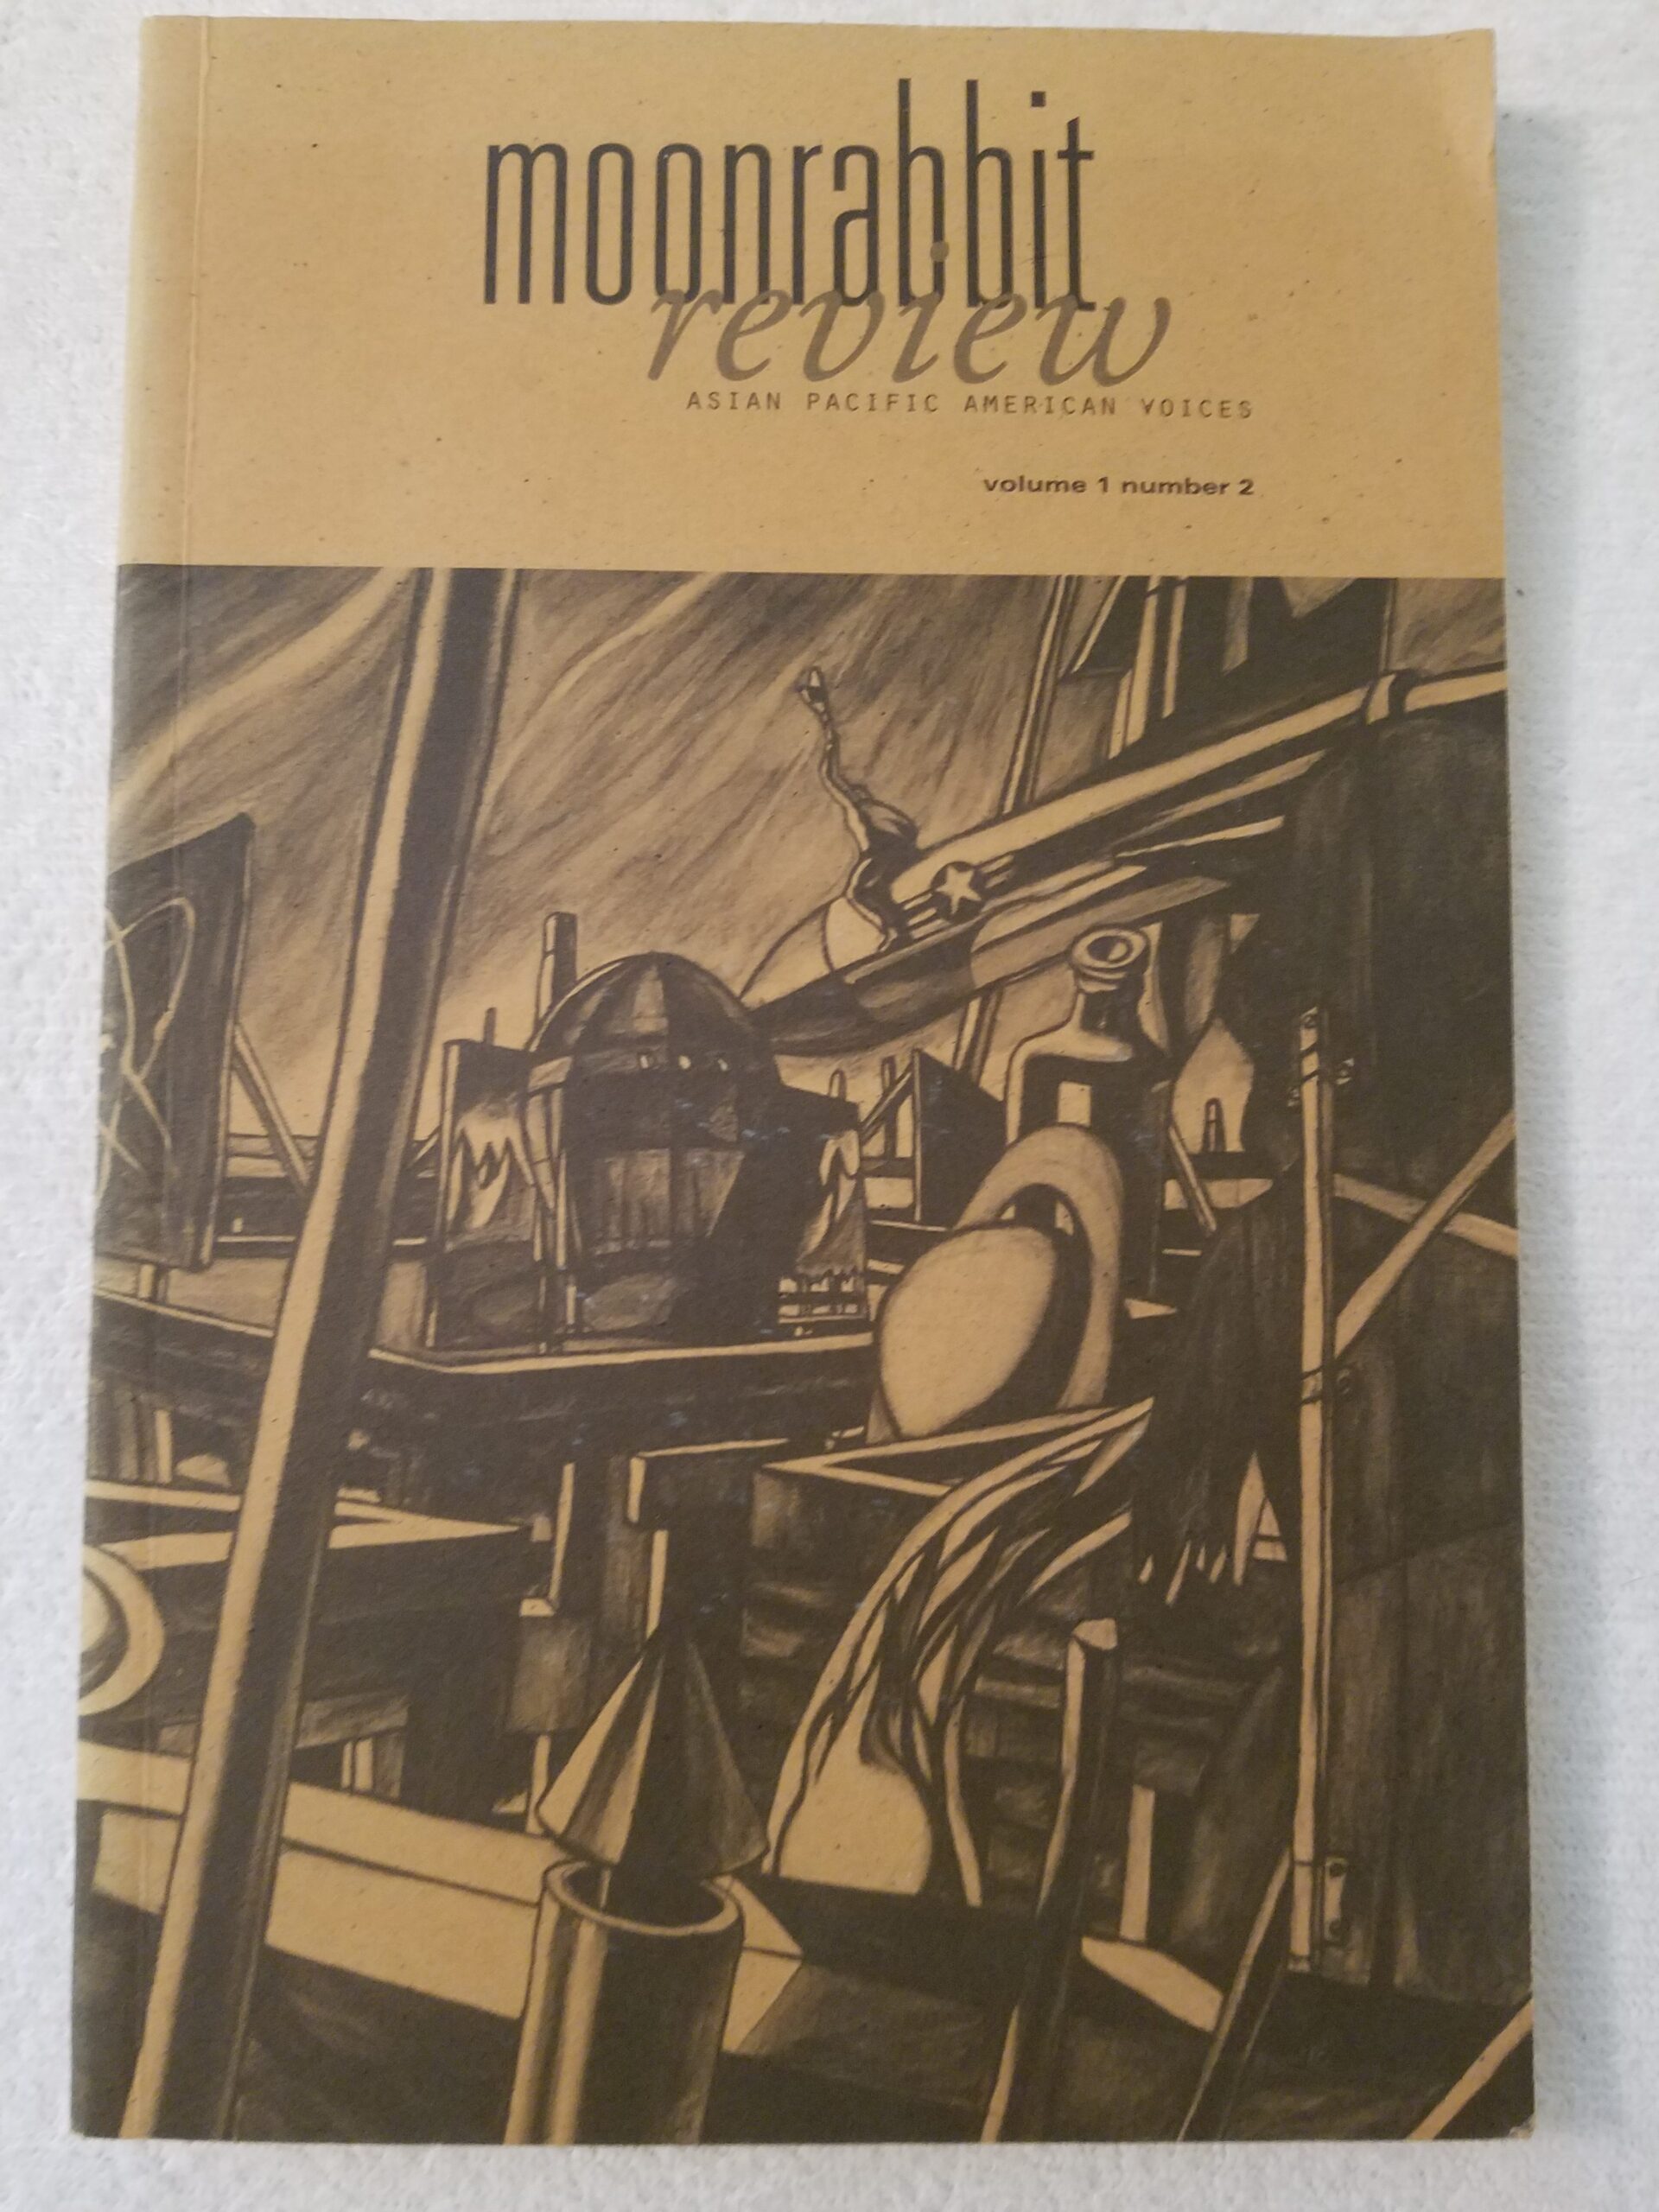 moonrabbit
review
ASIAN PACIFIC AMERICAN VOICES
volume 1 number 2